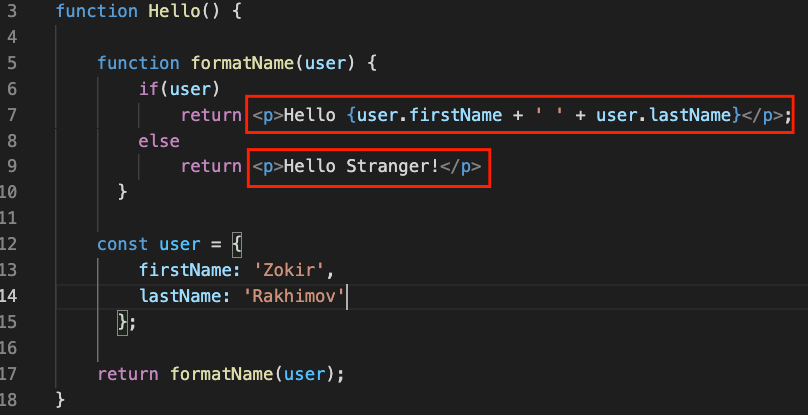 3 function Hello() {
4
5 function formatName(user) {
6 if(user)
7 return <p>Hello {user.firstName + ' ' + user.lastName}</p>;
8 else
9 return <p>Hello Stranger!</p>
10 }
11
12 const user = {
13 firstName: 'Zokir',
14 lastName: 'Rakhimov'
15 };
16
17 return formatName(user);
18 }